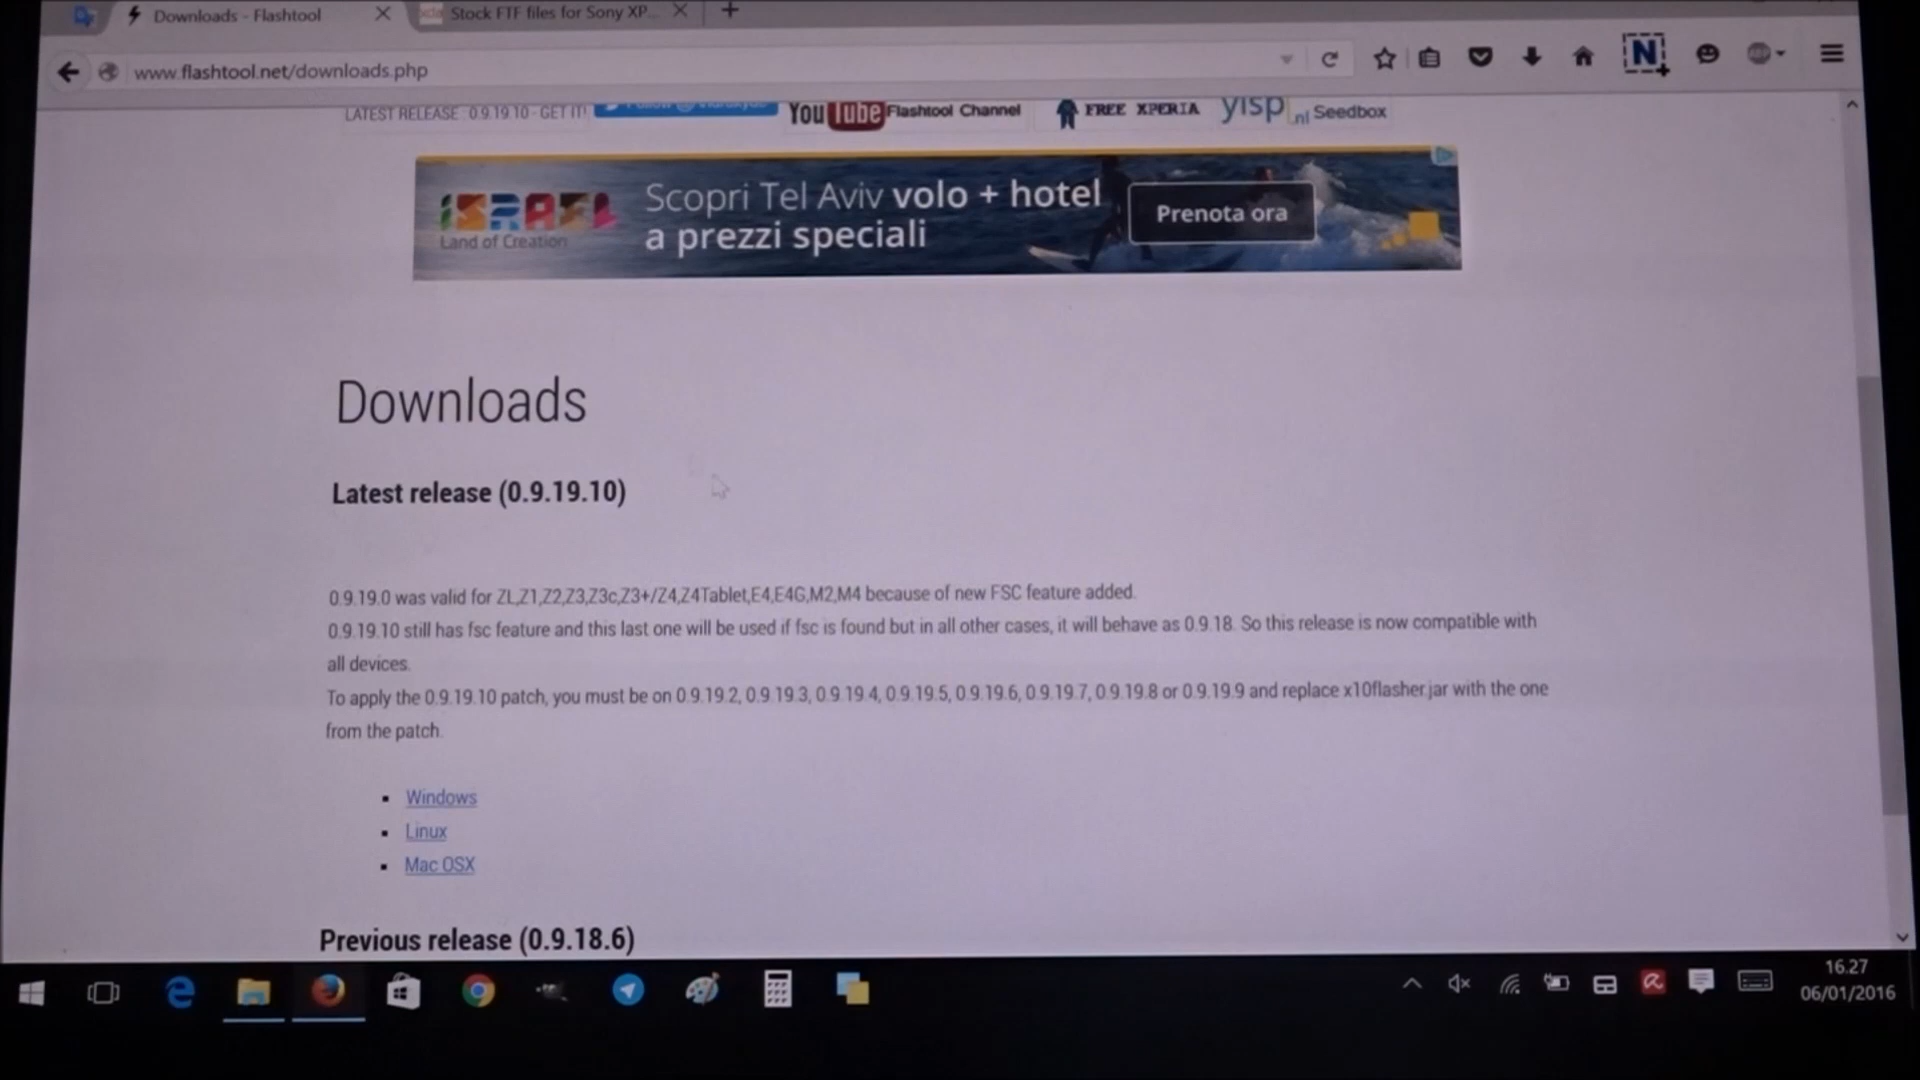 Downloads - Flashtool
Stock FTF files for Sony XP...
www.flashtool.net/downloads.php
LATEST RELEASE : 0.9.19.10 - GET IT!
You Tube Flashtool Channel
FREE XPERIA
yisp .nl Seedbox
ISRAEL
Land of Creation
Scopri Tel Aviv volo + hotel
a prezzi speciali
Prenota ora
Downloads
Latest release (0.9.19.10)
0.9.19.0 was valid for ZL,Z1,Z2,Z3,Z3c,Z3+/Z4,Z4Tablet,E4,E4G,M2,M4 because of new FSC feature added.
0.9.19.10 still has fsc feature and this last one will be used if fsc is found but in all other cases, it will behave as 0.9.18. So this release is now compatible with
all devices.
To apply the 0.9.19.10 patch, you must be on 0.9.19.2, 0.9.19.3, 0.9.19.4, 0.9.19.5, 0.9.19.6, 0.9.19.7, 0.9.19.8 or 0.9.19.9 and replace x10flasher.jar with the one
from the patch.
Windows
Linux
Mac OSX
Previous release (0.9.18.6)
16.27
06/01/2016